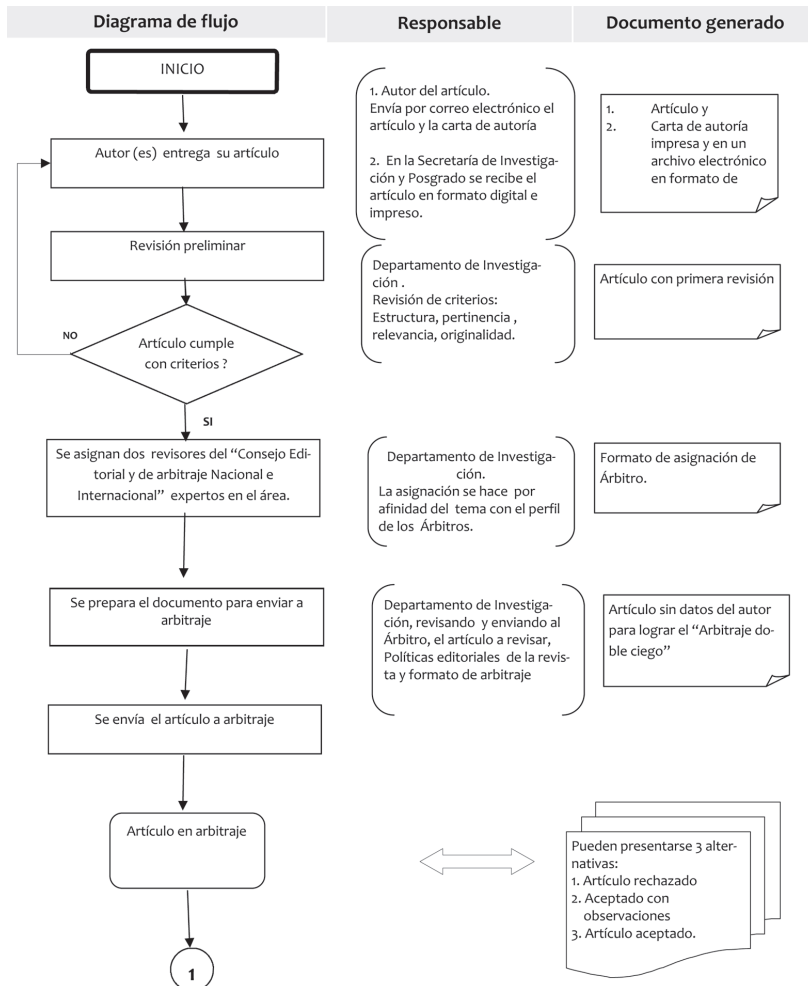 Diagrama de flujo
Responsable
Documento generado
INICIO
1. Autor del artículo.
Envía por correo electrónico el
artículo y la carta de autoría
2. En la Secretaría de Investiga-
ción y Posgrado se recibe el
artículo en formato digital e
impreso.
1. Artículo y
2. Carta de autoría
impresa y en un
archivo electrónico
en formato de
Autor (es) entrega su artículo
Revisión preliminar
Departamento de Investiga-
ción .
Revisión de criterios:
Estructura, pertinencia ,
relevancia, originalidad.
Artículo con primera revisión
NO
Artículo cumple
con criterios ?
SI
Se asignan dos revisores del “Consejo Edi-
torial y de arbitraje Nacional e
Internacional” expertos en el área.
Departamento de Investiga-
ción.
La asignación se hace por
afinidad del tema con el perfil
de los Árbitros.
Formato de asignación de
Árbitro.
Se prepara el documento para enviar a
arbitraje
Departamento de Investiga-
ción, revisando y enviando al
Árbitro, el artículo a revisar,
Políticas editoriales de la revis-
ta y formato de arbitraje
Artículo sin datos del autor
para lograr el “Arbitraje do-
ble ciego”
Se envía el artículo a arbitraje
Artículo en arbitraje
Pueden presentarse 3 alter-
nativas:
1. Artículo rechazado
2. Aceptado con
observaciones
3. Artículo aceptado.
1